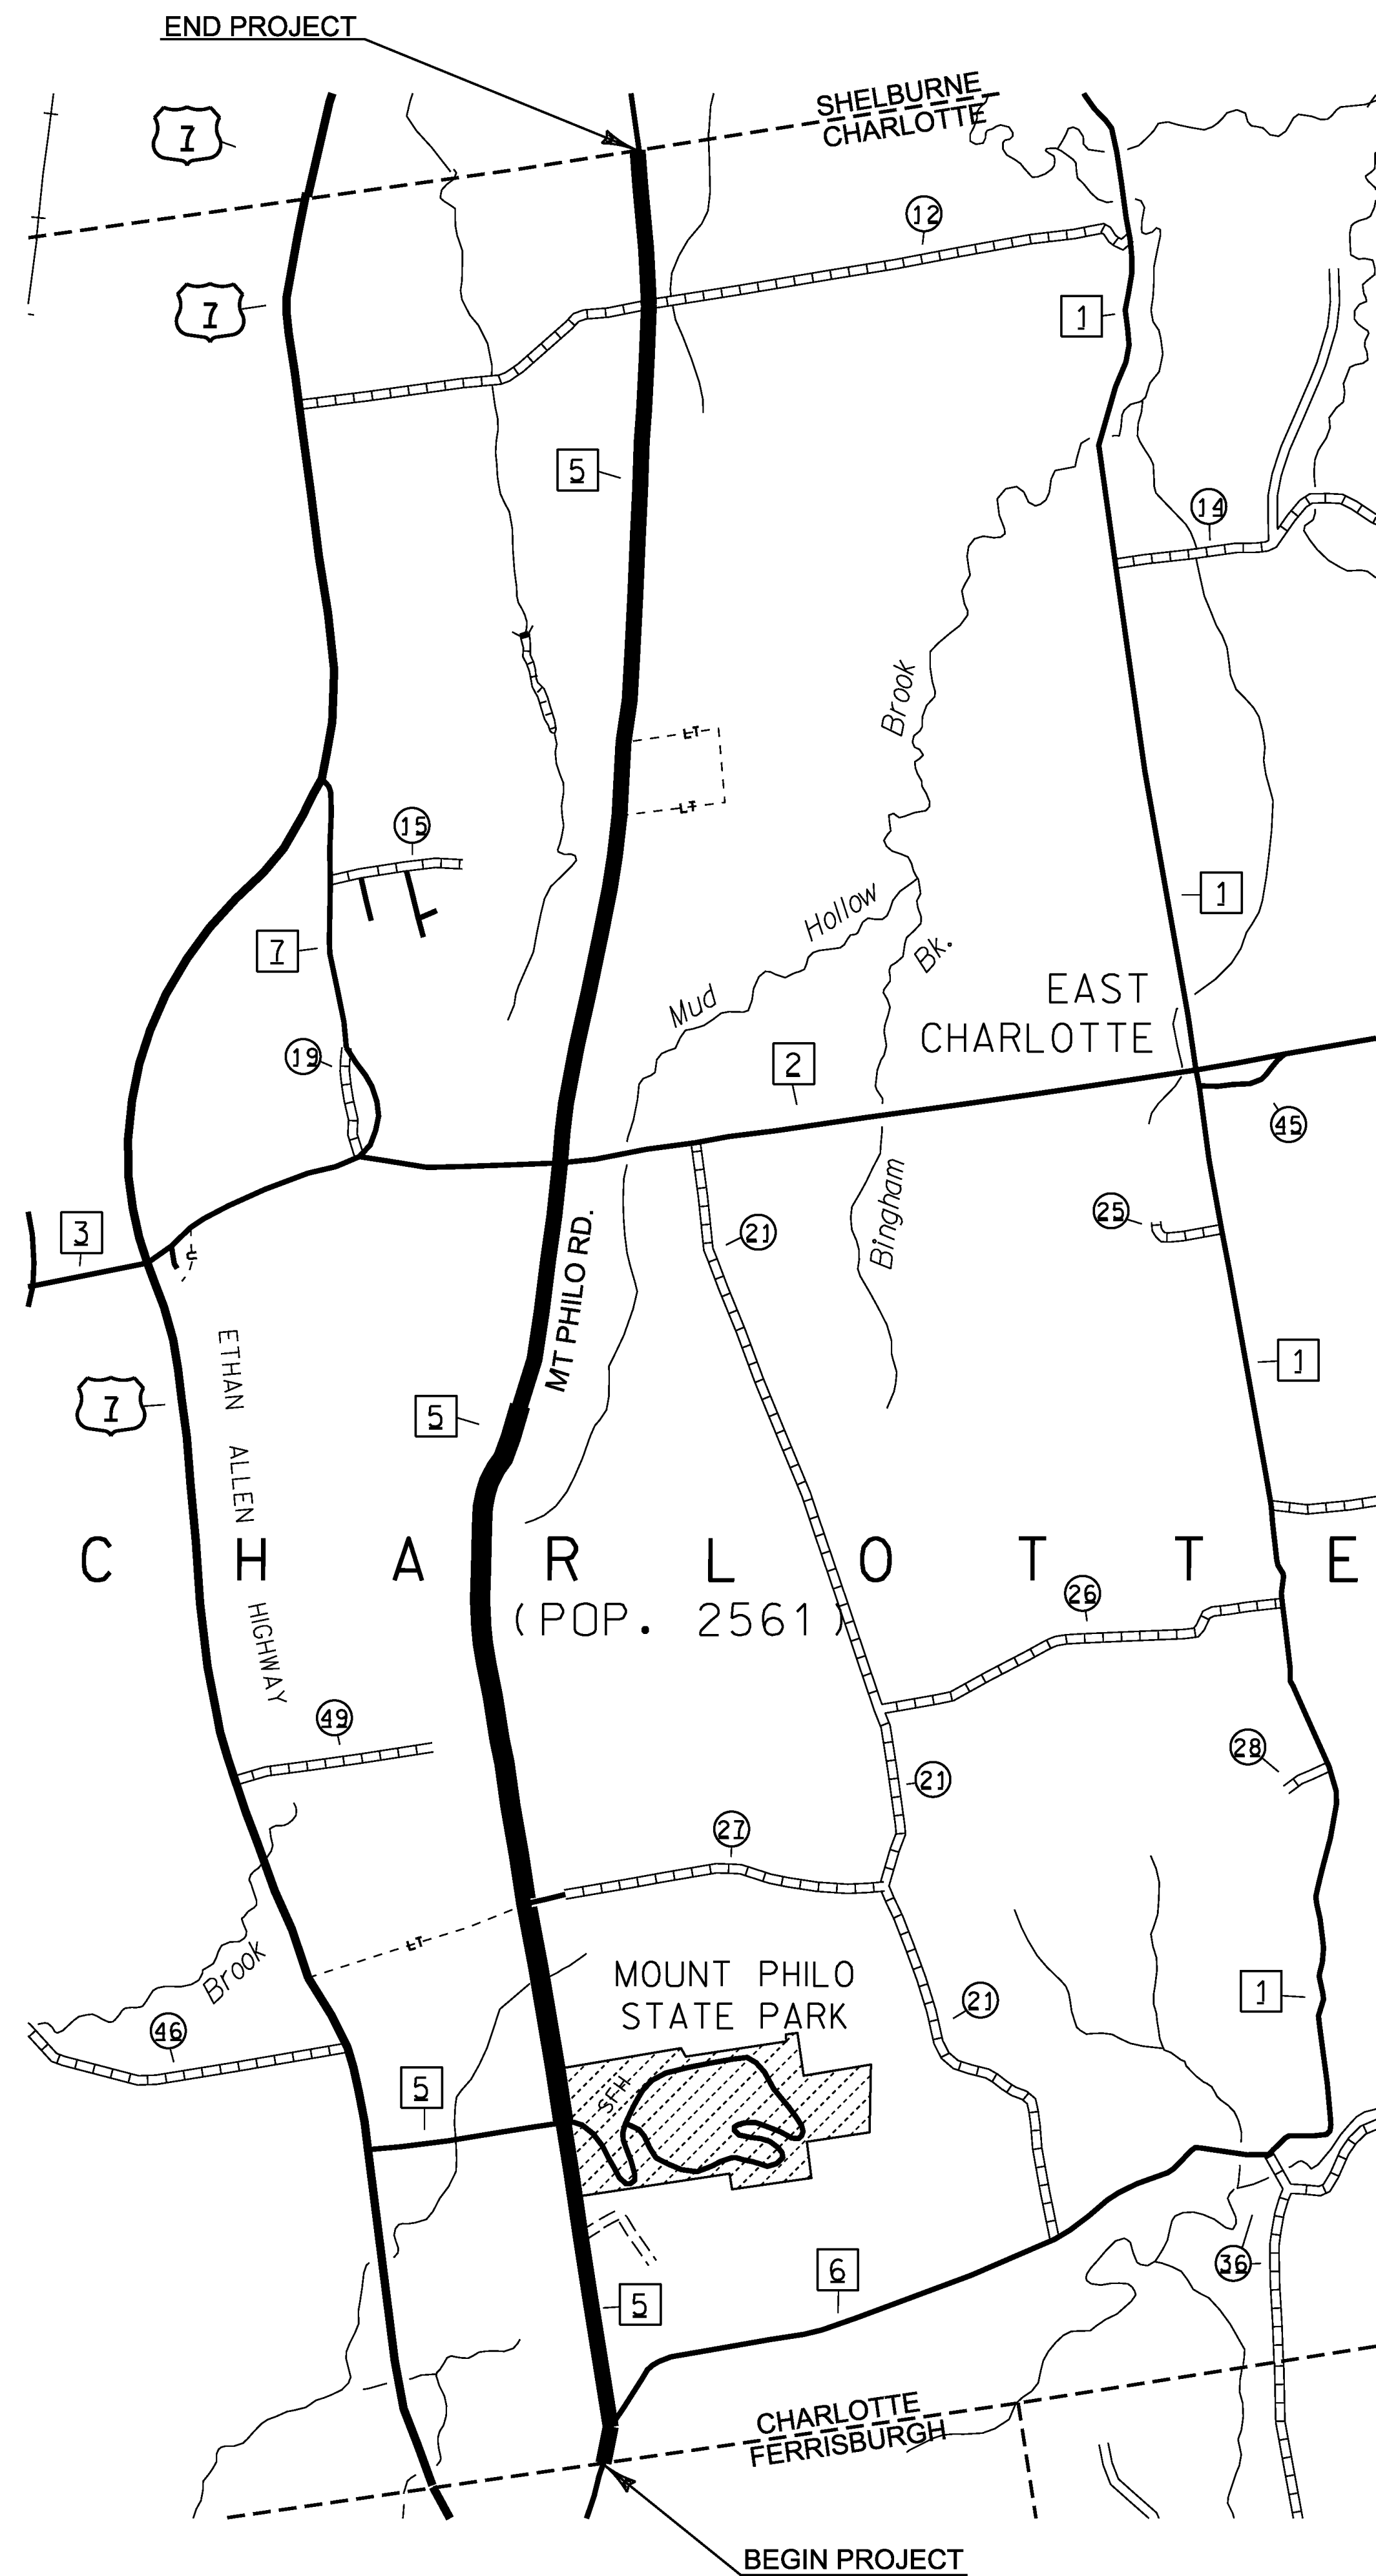 END PROJECT
SHELBURNE
CHARLOTTE
7
12
7
1
5
14
Brook
LT
LT
15
Hollow
1
7
Bk.
Mud
EAST
CHARLOTTE
19
2
45
Bingham
25
3
21
C
MT PHILO RD.
ETHAN ALLEN HIGHWAY
1
7
5
C H A R L O T T E
(POP. 2561)
26
49
28
21
27
LT
Brook
MOUNT PHILO
STATE PARK
21
1
46
5
SFH
36
6
5
CHARLOTTE
FERRISBURGH
BEGIN PROJECT